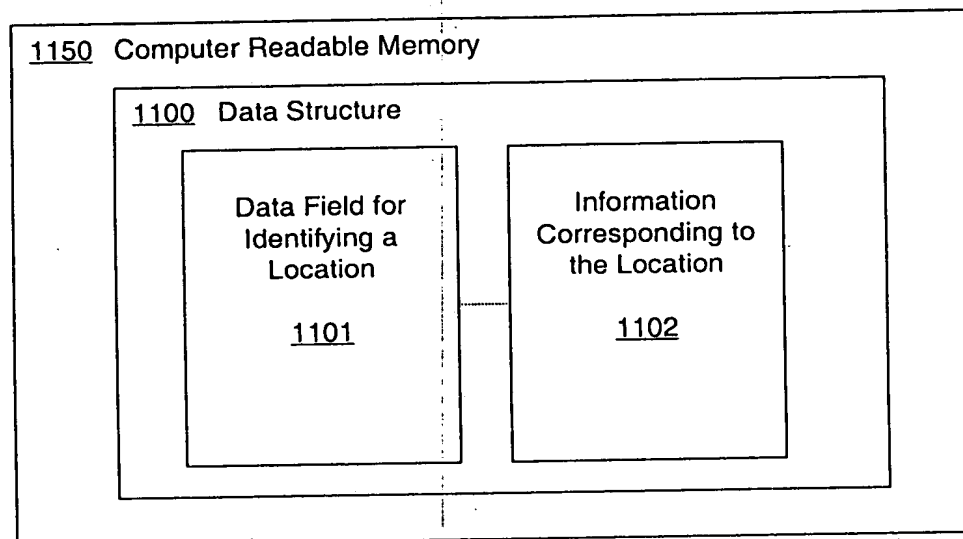 1150 Computer Readable Memory
1100 Data Structure
Data Field for
Identifying a
Location
1101
Information
Corresponding to
the Location
1102